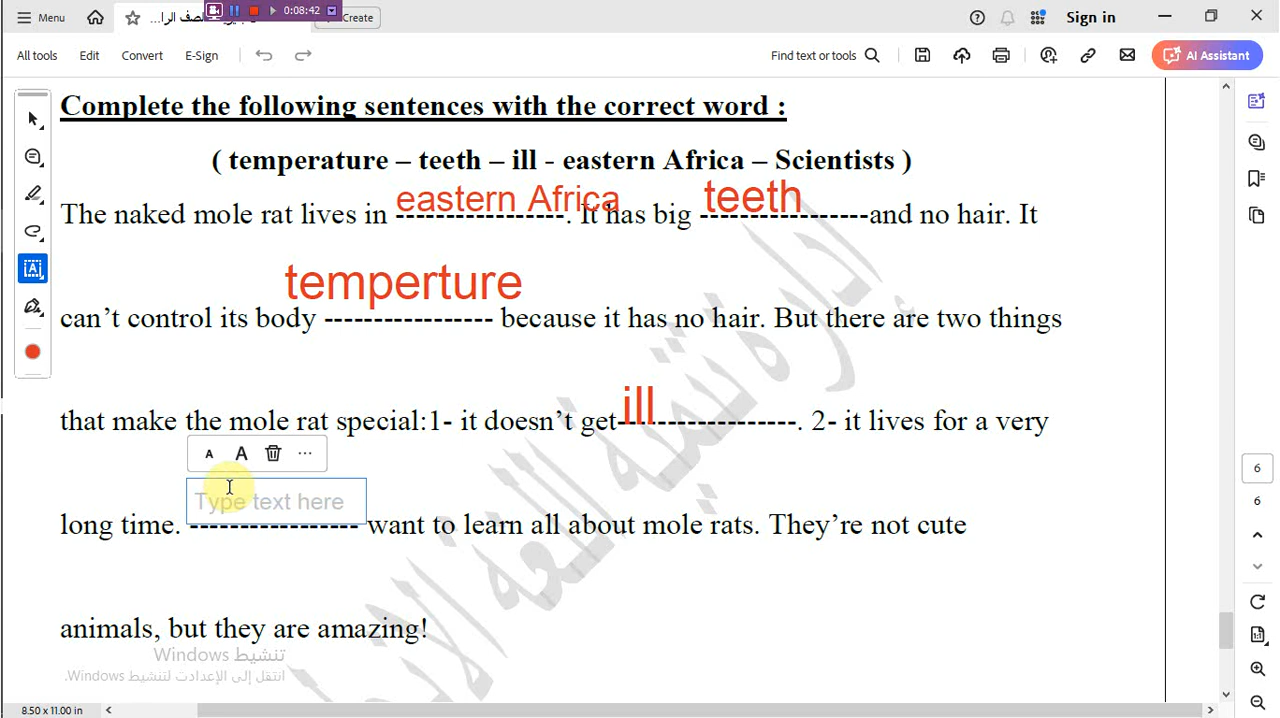 Menu
الصف الرا...
0:08:42
Create
Sign in
All tools
Edit
Convert
E-Sign
Find text or tools
AI Assistant
Complete the following sentences with the correct word :
( temperature – teeth – ill - eastern Africa – Scientists )
eastern Africa teeth
The naked mole rat lives in -----------------. It has big -----------------and no hair. It
temperture
can’t control its body ----------------- because it has no hair. But there are two things
ill
that make the mole rat special:1- it doesn’t get------------------. 2- it lives for a very
A A ...
Type text here
long time. ----------------- want to learn all about mole rats. They’re not cute
animals, but they are amazing!
تنشيط Windows
انتقل إلى الإعدادات لتنشيط Windows.
6
6
8.50 x 11.00 in